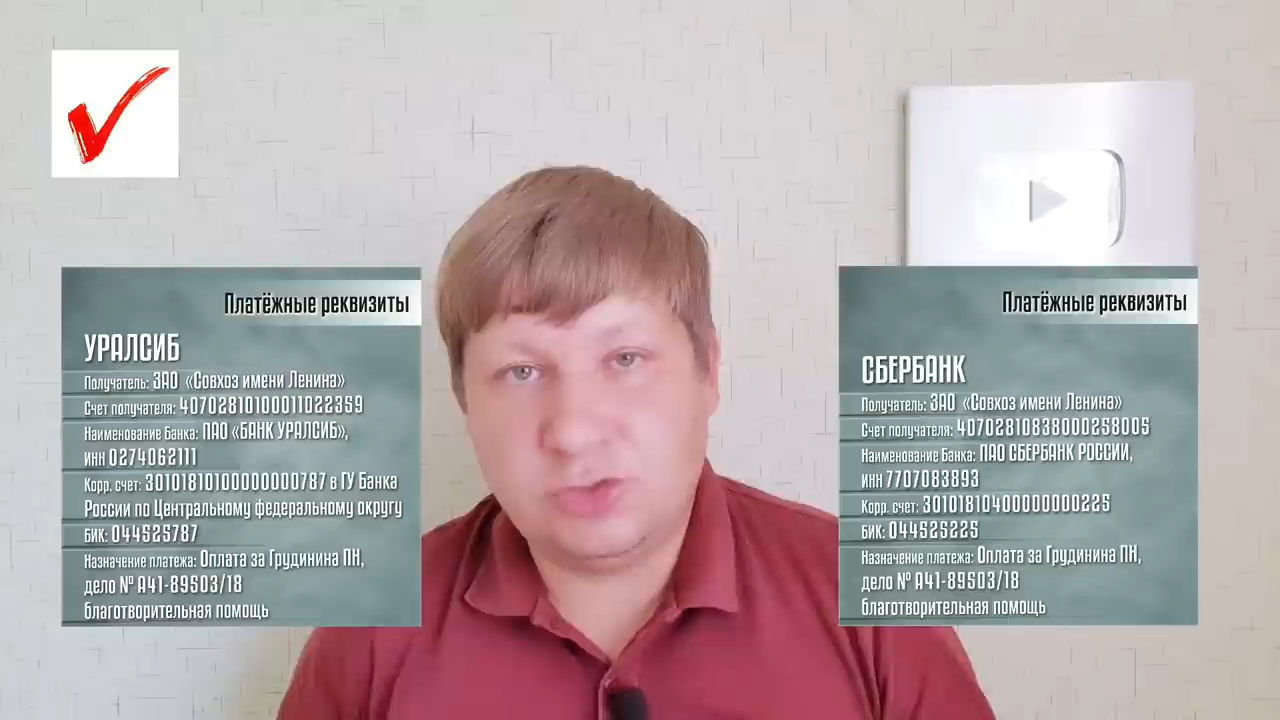 Платёжные реквизиты
УРАЛСИБ
Получатель: ЗАО «Совхоз имени Ленина»
Счет получателя: 40702810100011022359
Наименование Банка: ПАО «БАНК УРАЛСИБ»,
ИНН 0274062111
Корр. счет: 30101810100000000787 в ГУ Банка
России по Центральному федеральному округу
БИК: 044525787
Назначение платежа: Оплата за Грудинина ПН,
дело № А41-89503/18
благотворительная помощь
Платёжные реквизиты
СБЕРБАНК
Получатель: ЗАО «Совхоз имени Ленина»
Счет получателя: 40702810838000258005
Наименование Банка: ПАО СБЕРБАНК РОССИИ,
ИНН 7707083893
Корр. счет: 30101810400000000225
БИК: 044525225
Назначение платежа: Оплата за Грудинина ПН,
дело № А41-89503/18
благотворительная помощь